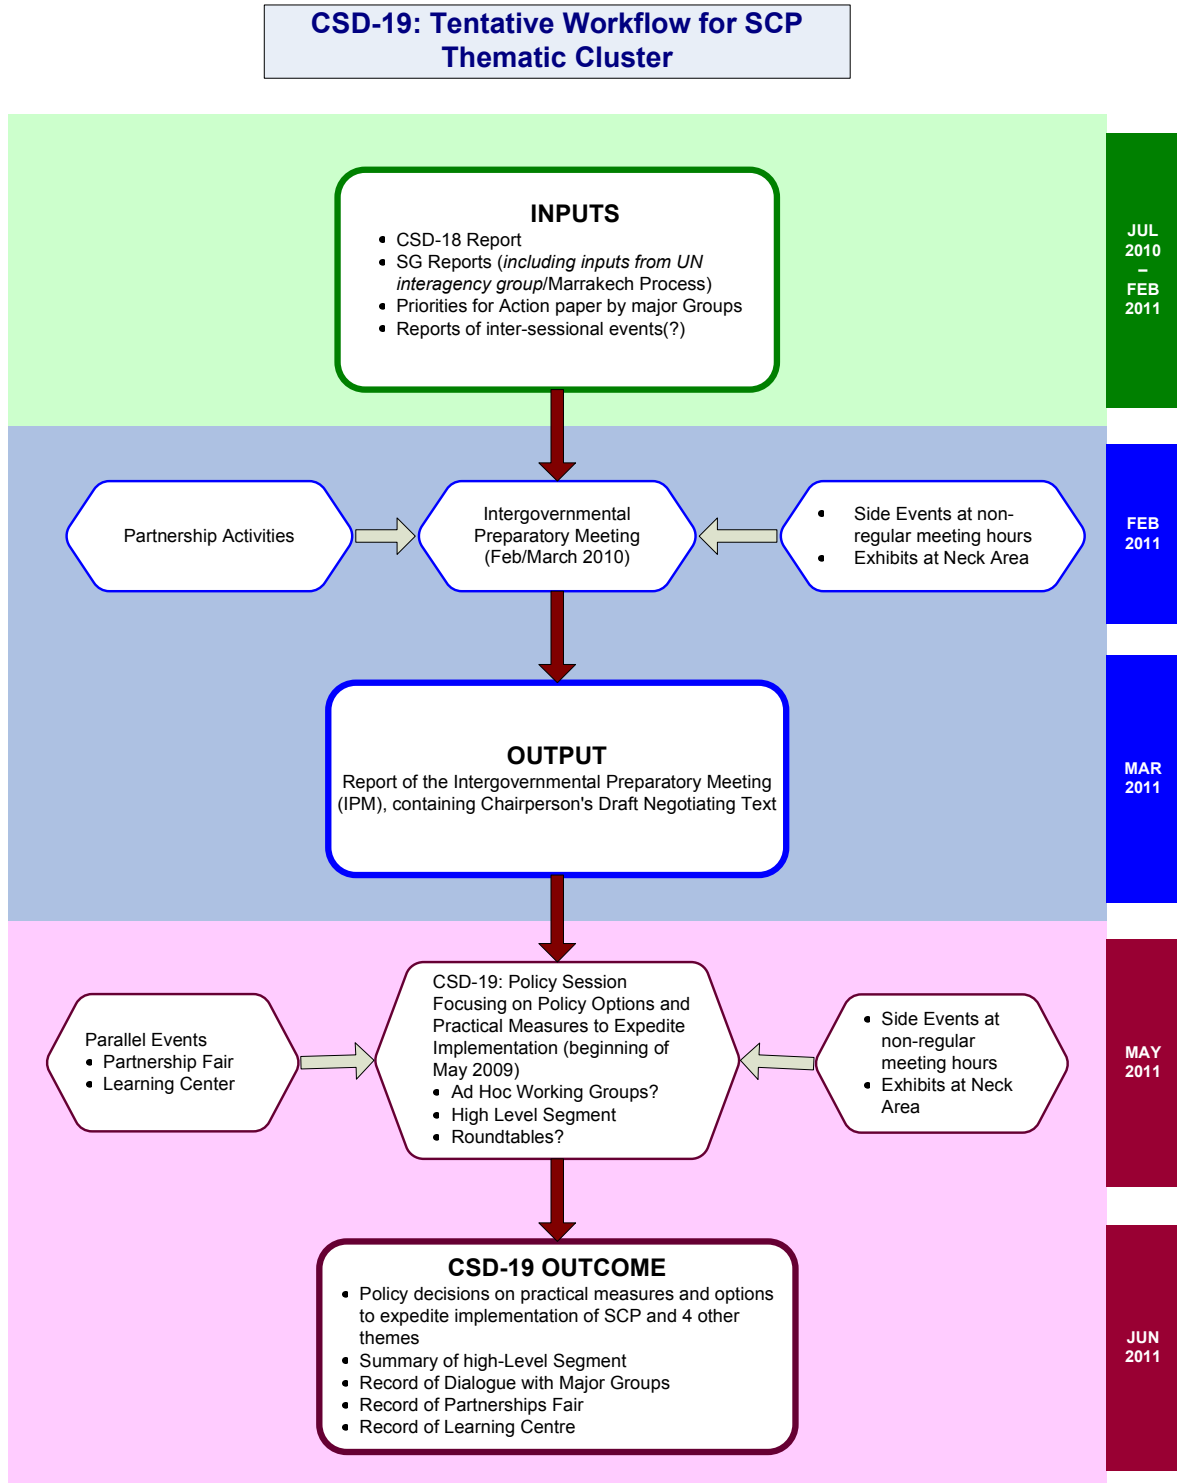 CSD-19: Tentative Workflow for SCP
Thematic Cluster
JUL
2010
–
FEB
2011
INPUTS
• CSD-18 Report
• SG Reports (including inputs from UN
interagency group/Marrakech Process)
• Priorities for Action paper by major Groups
• Reports of inter-sessional events(?)
FEB
2011
Partnership Activities
Intergovernmental
Preparatory Meeting
(Feb/March 2010)
• Side Events at non-
regular meeting hours
• Exhibits at Neck Area
MAR
2011
OUTPUT
Report of the Intergovernmental Preparatory Meeting
(IPM), containing Chairperson's Draft Negotiating Text
MAY
2011
Parallel Events
• Partnership Fair
• Learning Center
CSD-19: Policy Session
Focusing on Policy Options and
Practical Measures to Expedite
Implementation (beginning of
May 2009)
• Ad Hoc Working Groups?
• High Level Segment
• Roundtables?
• Side Events at
non-regular
meeting hours
• Exhibits at Neck
Area
JUN
2011
CSD-19 OUTCOME
• Policy decisions on practical measures and options
to expedite implementation of SCP and 4 other
themes
• Summary of high-Level Segment
• Record of Dialogue with Major Groups
• Record of Partnerships Fair
• Record of Learning Centre